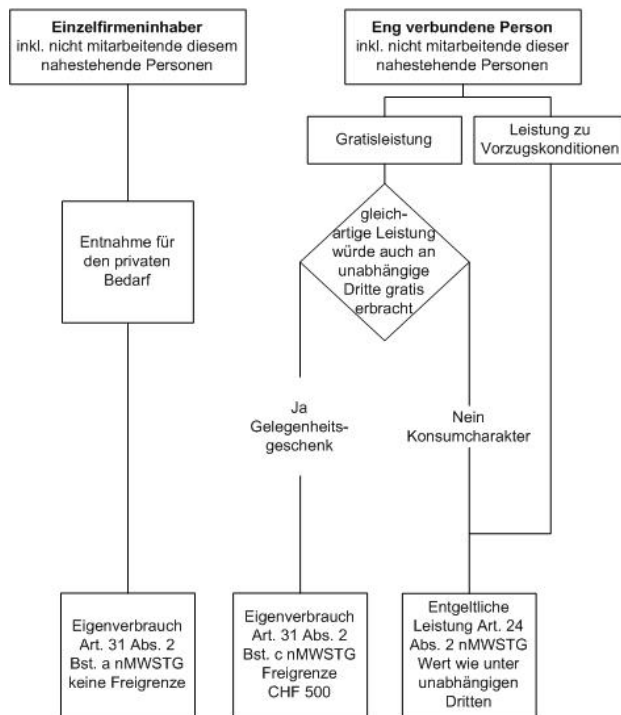 Einzelfirmeninhaber
inkl. nicht mitarbeitende diesem
nahestehende Personen
Eng verbundene Person
inkl. nicht mitarbeitende dieser
nahestehende Personen
Gratisleistung
Leistung zu
Vorzugskonditionen
Entnahme für
den privaten
Bedarf
gleich-
artige Leistung
würde auch an
unabhängige
Dritte gratis
erbracht
Ja
Gelegenheits-
geschenk
Nein
Konsumcharakter
Eigenverbrauch
Art. 31 Abs. 2
Bst. a nMWSTG
keine Freigrenze
Eigenverbrauch
Art. 31 Abs. 2
Bst. c nMWSTG
Freigrenze
CHF 500
Entgeltliche
Leistung Art. 24
Abs. 2 nMWSTG
Wert wie unter
unabhängigen
Dritten